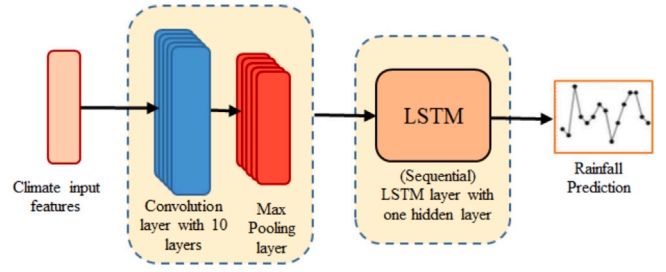 Climate input
features
Convolution
layer with 10
layers
Max
Pooling
layer
LSTM
(Sequential)
LSTM layer with
one hidden layer
Rainfall
Prediction